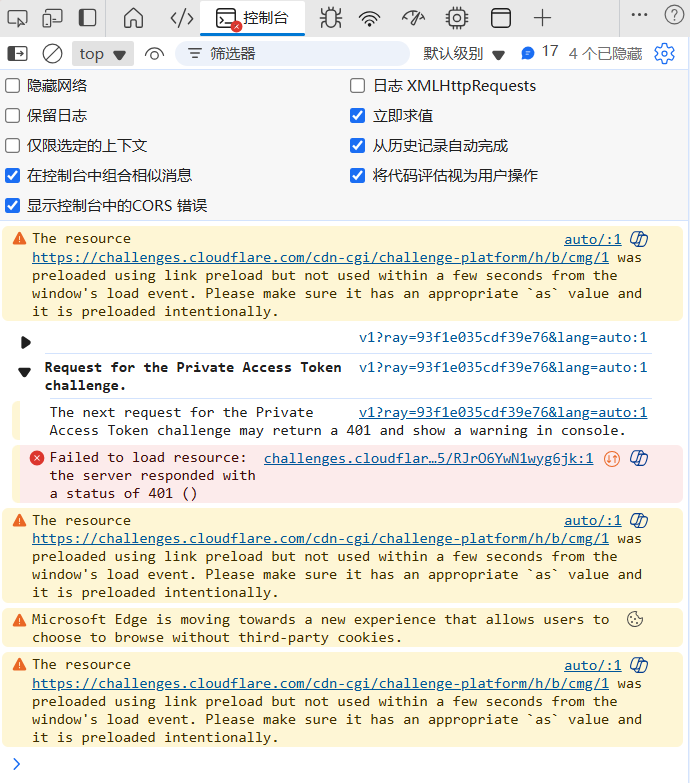 控制台
top
筛选器
默认级别
17
4 个已隐藏
隐藏网络
日志 XMLHttpRequests
保留日志
立即求值
仅限选定的上下文
从历史记录自动完成
在控制台中组合相似消息
将代码评估视为用户操作
显示控制台中的CORS 错误
The resource auto/:1
https://challenges.cloudflare.com/cdn-cgi/challenge-platform/h/b/cmg/1 was
preloaded using link preload but not used within a few seconds from the
window's load event. Please make sure it has an appropriate `as` value and
it is preloaded intentionally.
v1?ray=93f1e035cdf39e76&lang=auto:1
Request for the Private Access Token v1?ray=93f1e035cdf39e76&lang=auto:1
challenge.
The next request for the Private v1?ray=93f1e035cdf39e76&lang=auto:1
Access Token challenge may return a 401 and show a warning in console.
Failed to load resource: challenges.cloudflar…5/RJrO6YwN1wyg6jk:1
the server responded with
a status of 401 ()
The resource auto/:1
https://challenges.cloudflare.com/cdn-cgi/challenge-platform/h/b/cmg/1 was
preloaded using link preload but not used within a few seconds from the
window's load event. Please make sure it has an appropriate `as` value and
it is preloaded intentionally.
Microsoft Edge is moving towards a new experience that allows users to
choose to browse without third-party cookies.
The resource auto/:1
https://challenges.cloudflare.com/cdn-cgi/challenge-platform/h/b/cmg/1 was
preloaded using link preload but not used within a few seconds from the
window's load event. Please make sure it has an appropriate `as` value and
it is preloaded intentionally.